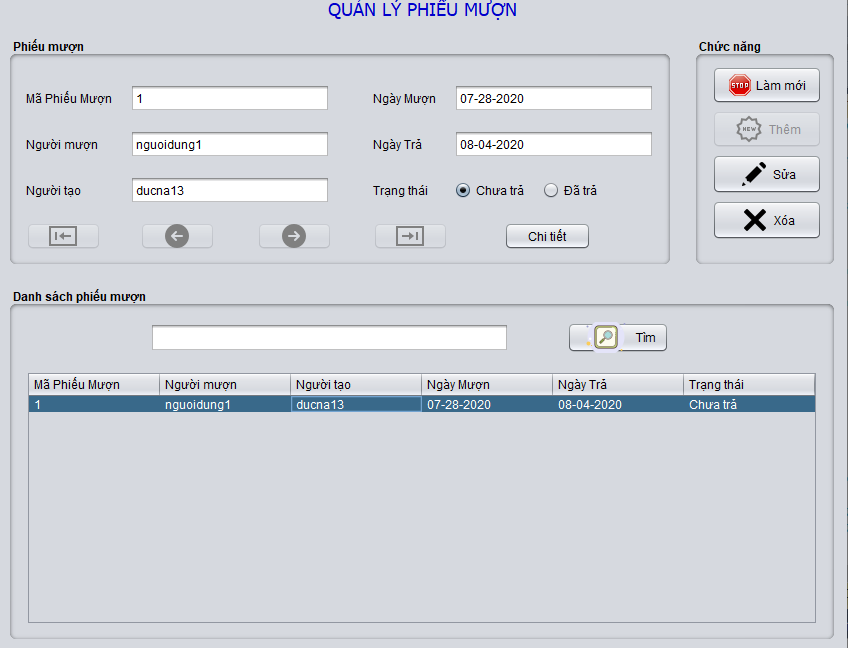 QUẢN LÝ PHIẾU MƯỢN
Phiếu mượn
Mã Phiếu Mượn 1 Ngày Mượn 07-28-2020
Người mượn nguoidung1 Ngày Trả 08-04-2020
Người tạo ducna13 Trạng thái Chưa trả Đã trả
Chi tiết
Chức năng
STOP Làm mới
NEW Thêm
Sửa
Xóa
Danh sách phiếu mượn
Tìm
Mã Phiếu Mượn Người mượn Người tạo Ngày Mượn Ngày Trả Trạng thái
1 nguoidung1 ducna13 07-28-2020 08-04-2020 Chưa trả